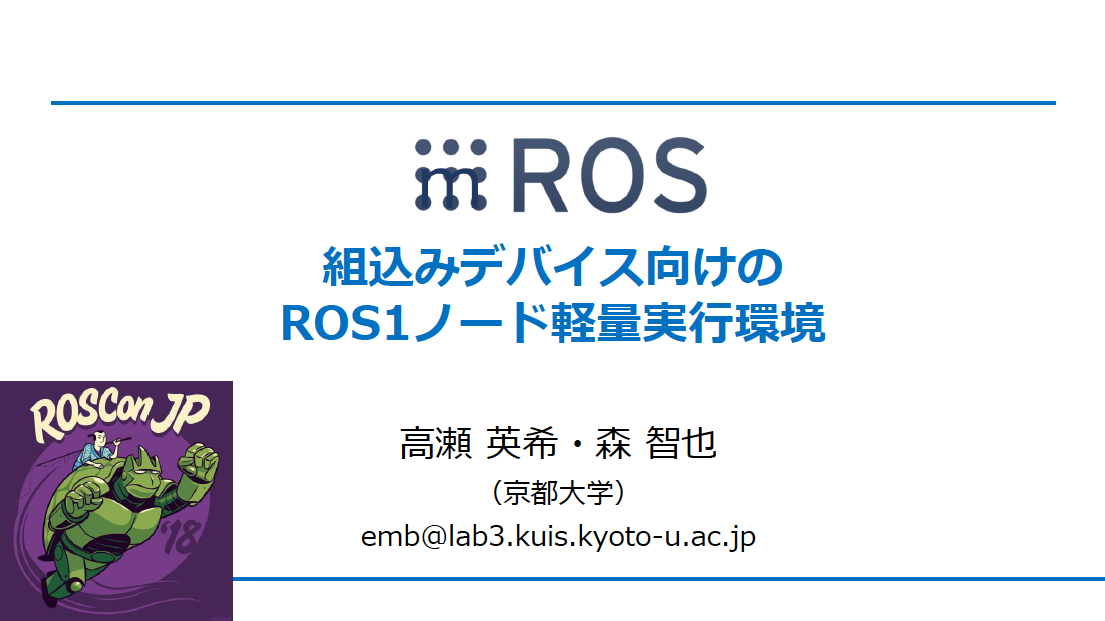 mROS
組込みデバイス向けの
ROS1ノード軽量実行環境
ROSCon JP
'18
高瀬 英希・森 智也
(京都大学)
emb@lab3.kuis.kyoto-u.ac.jp